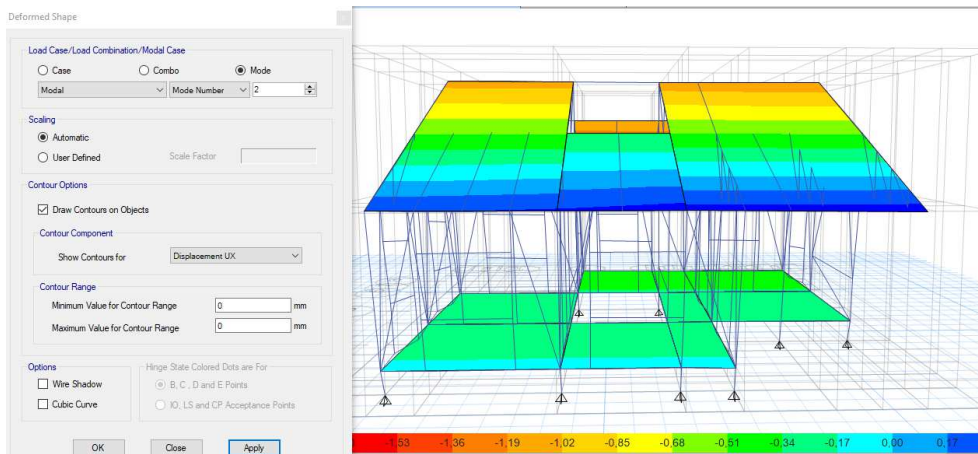 Deformed Shape
Load Case/Load Combination/Modal Case
Case
Combo
Mode
Modal
Mode Number
2
Scaling
Automatic
User Defined
Scale Factor
Contour Options
Draw Contours on Objects
Contour Component
Show Contours for
Displacement UX
Contour Range
Minimum Value for Contour Range
0
mm
Maximum Value for Contour Range
0
mm
Options
Wire Shadow
Cubic Curve
Hinge State Colored Dots are For
B, C, D and E Points
IO, LS and CP Acceptance Points
OK
Close
Apply
-1,53 -1,36 -1,19 -1,02 -0,85 -0,68 -0,51 -0,34 -0,17 0,00 0,17